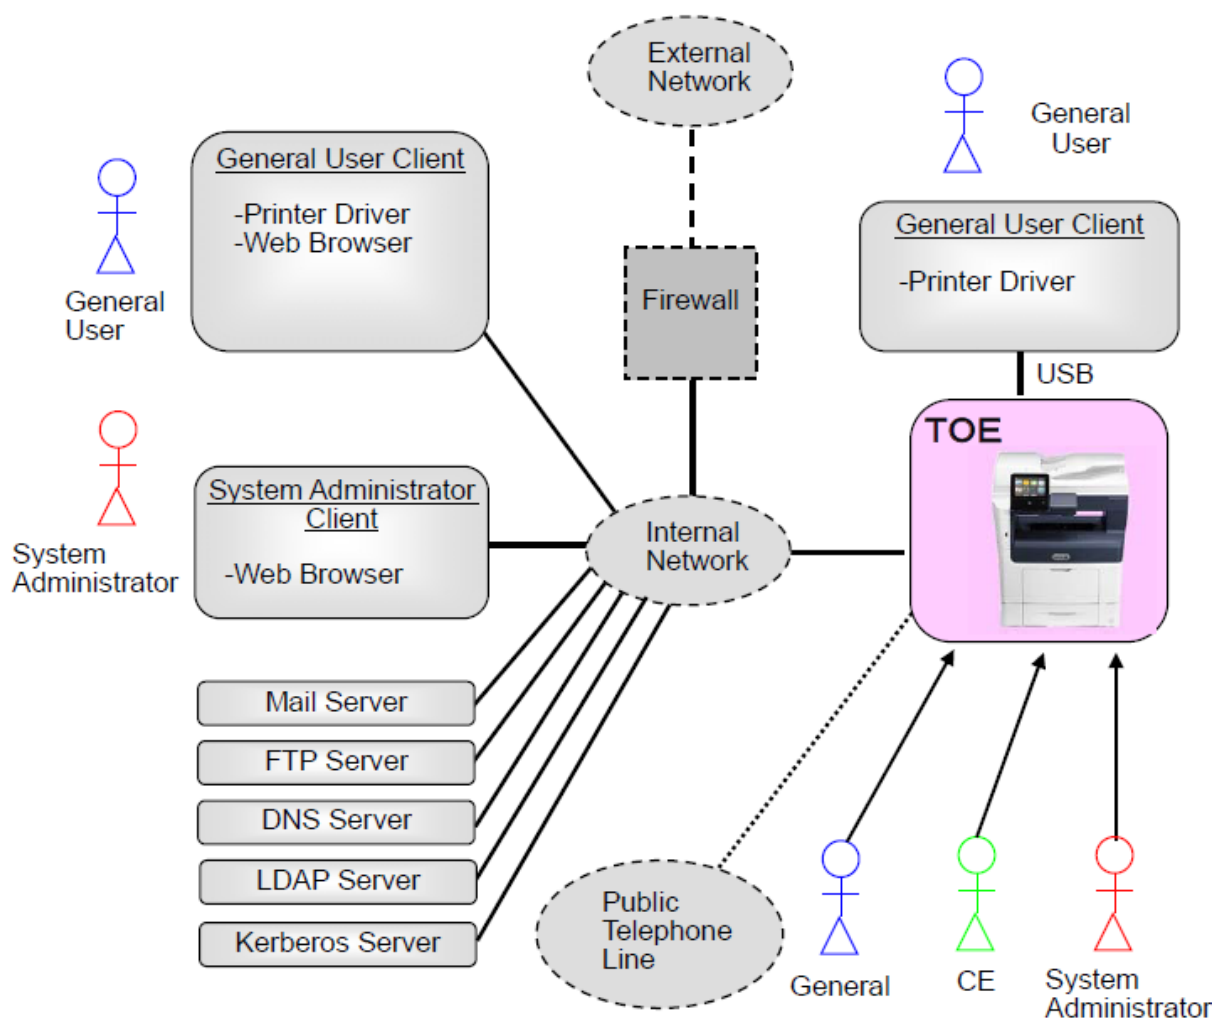 External
Network
General
User
General User Client
-Printer Driver
-Web Browser
General
User
General User Client
-Printer Driver
Firewall
USB
TOE
System Administrator
Client
-Web Browser
System
Administrator
Internal
Network
Mail Server
FTP Server
DNS Server
LDAP Server
Kerberos Server
Public
Telephone
Line
General
CE
System
Administrator